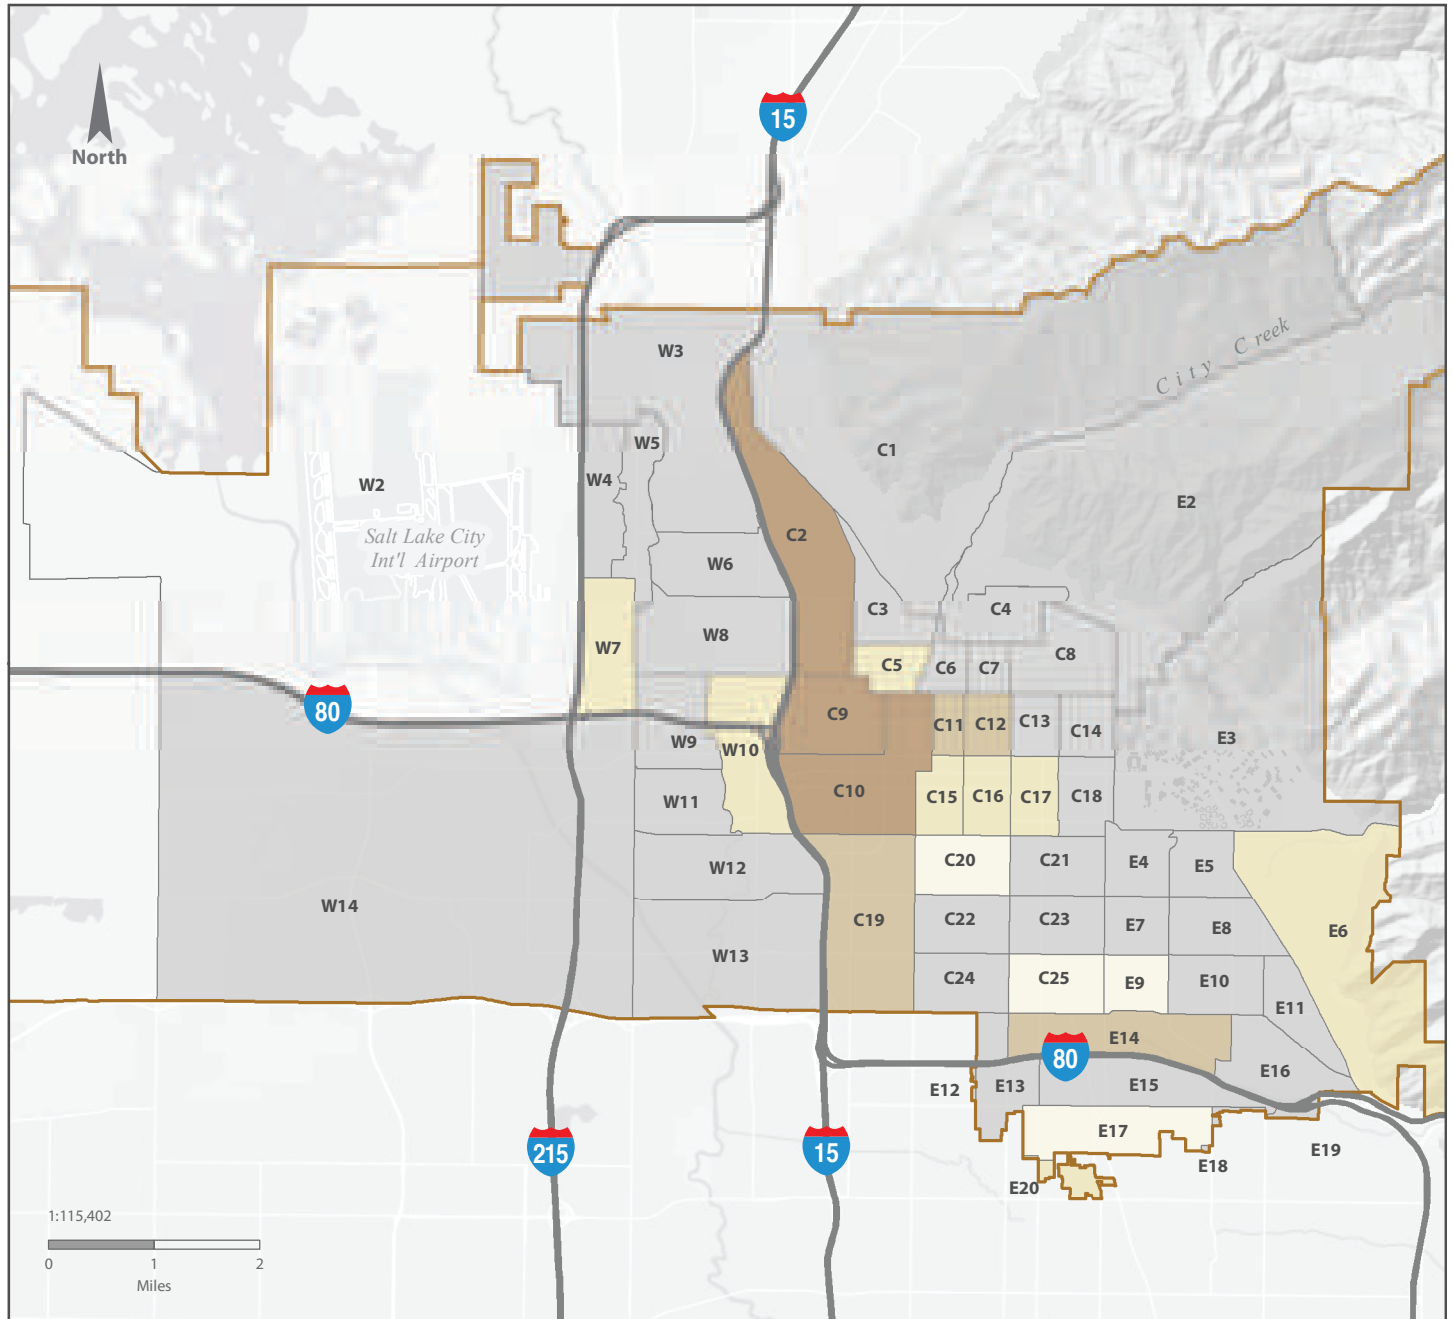 15
North
W3
City Creek
W5
C1
W4
W2
E2
Salt Lake City
Int'l Airport
C2
W6
C3
C4
W8
W7
C8
C5
C6
C7
80
C9
C11
C12
C13
C14
E3
W9
W10
C10
C15
C16
C17
C18
W11
C20
C21
E4
E5
W12
W14
C19
C22
C23
E7
E8
E6
W13
C24
C25
E9
E10
E11
E14
80
E16
E12
E13
E15
E17
215
15
E19
E18
E20
1:115,402
0 1 2
Miles